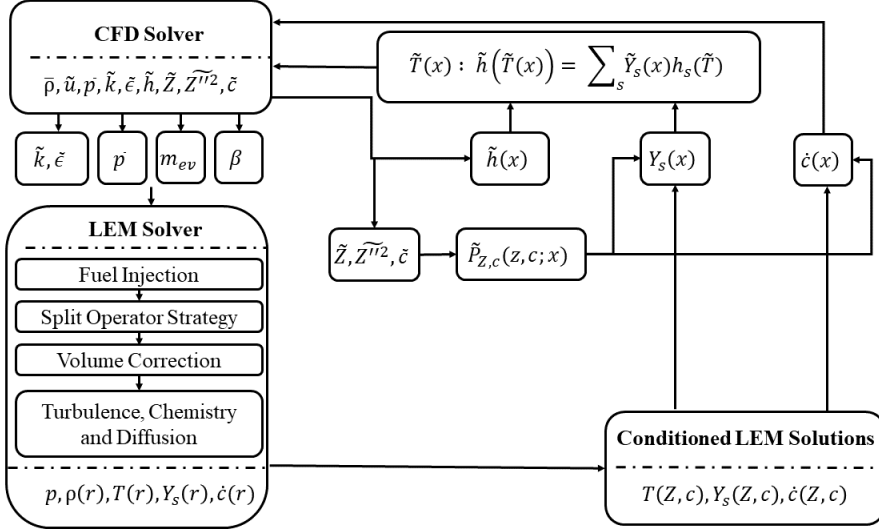 CFD Solver
ρ̄, ũ, ṗ, k̃, ϵ̃, h̃, Z̃, Z''²~, c̃
T̃(x) : h̃(T̃(x)) = ∑ₛ Ỹₛ(x)hₛ(T̃)
k̃, ϵ̃
ṗ
mₑᵥ
β
h̃(x)
Yₛ(x)
ċ(x)
LEM Solver
Fuel Injection
Split Operator Strategy
Volume Correction
Turbulence, Chemistry
and Diffusion
p, ρ(r), T(r), Yₛ(r), ċ(r)
Z̃, Z''²~, c̃
P̃_{Z,c}(z, c; x)
Conditioned LEM Solutions
T(Z, c), Yₛ(Z, c), ċ(Z, c)